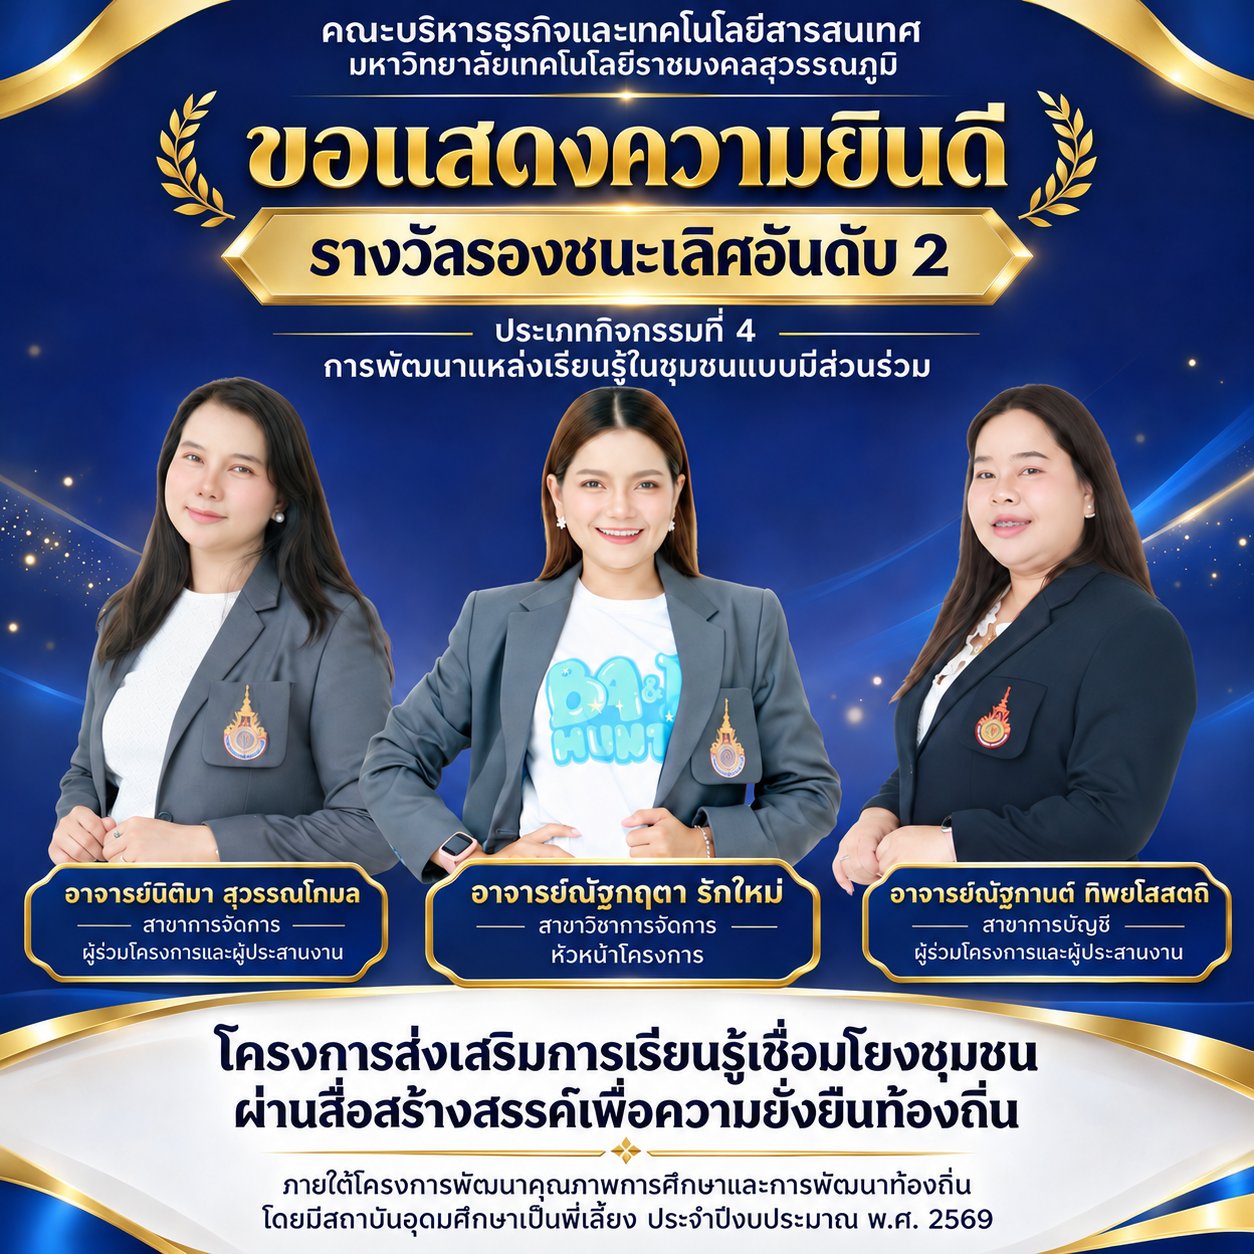 คณะบริหารธุรกิจและเทคโนโลยีสารสนเทศ
มหาวิทยาลัยเทคโนโลยีราชมงคลสุวรรณภูมิ
ขอแสดงความยินดี
รางวัลรองชนะเลิศอันดับ 2
ประเภทกิจกรรมที่ 4
การพัฒนาแหล่งเรียนรู้ในชุมชนแบบมีส่วนร่วม
BA &
HUNT
อาจารย์นิติมา สุวรรณโกมล
สาขาการจัดการ
ผู้ร่วมโครงการและผู้ประสานงาน
อาจารย์ณัฐกฤตา รักใหม่
สาขาวิชาการจัดการ
หัวหน้าโครงการ
อาจารย์ณัฐกานต์ ทิพยโสสตถิ
สาขาการบัญชี
ผู้ร่วมโครงการและผู้ประสานงาน
โครงการส่งเสริมการเรียนรู้เชื่อมโยงชุมชน
ผ่านสื่อสร้างสรรค์เพื่อความยั่งยืนท้องถิ่น
ภายใต้โครงการพัฒนาคุณภาพการศึกษาและการพัฒนาท้องถิ่น
โดยมีสถาบันอุดมศึกษาเป็นพี่เลี้ยง ประจำปีงบประมาณ พ.ศ. 2569